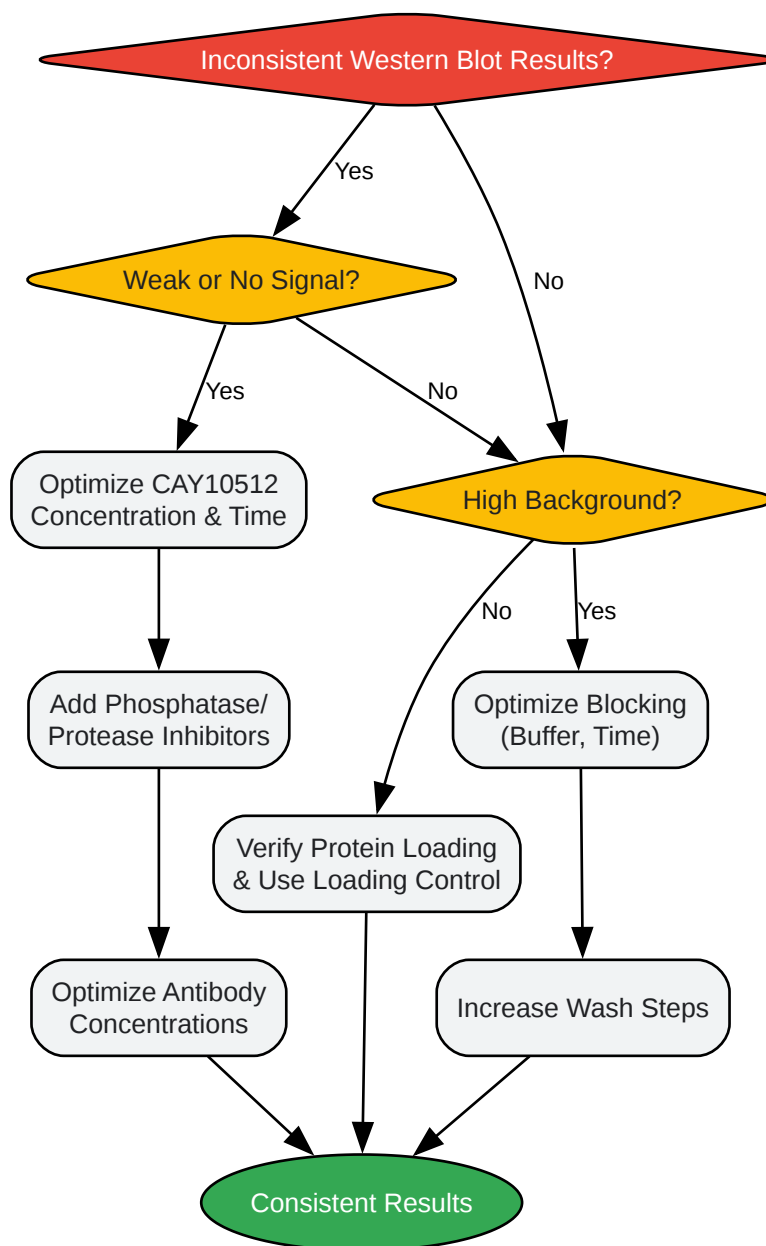 Inconsistent Western Blot Results?
Yes
Weak or No Signal?
No
Yes
No
Optimize CAY10512
Concentration & Time
High Background?
No
Yes
Add Phosphatase/
Protease Inhibitors
Optimize Blocking
(Buffer, Time)
Verify Protein Loading
& Use Loading Control
Optimize Antibody
Concentrations
Increase Wash Steps
Consistent Results